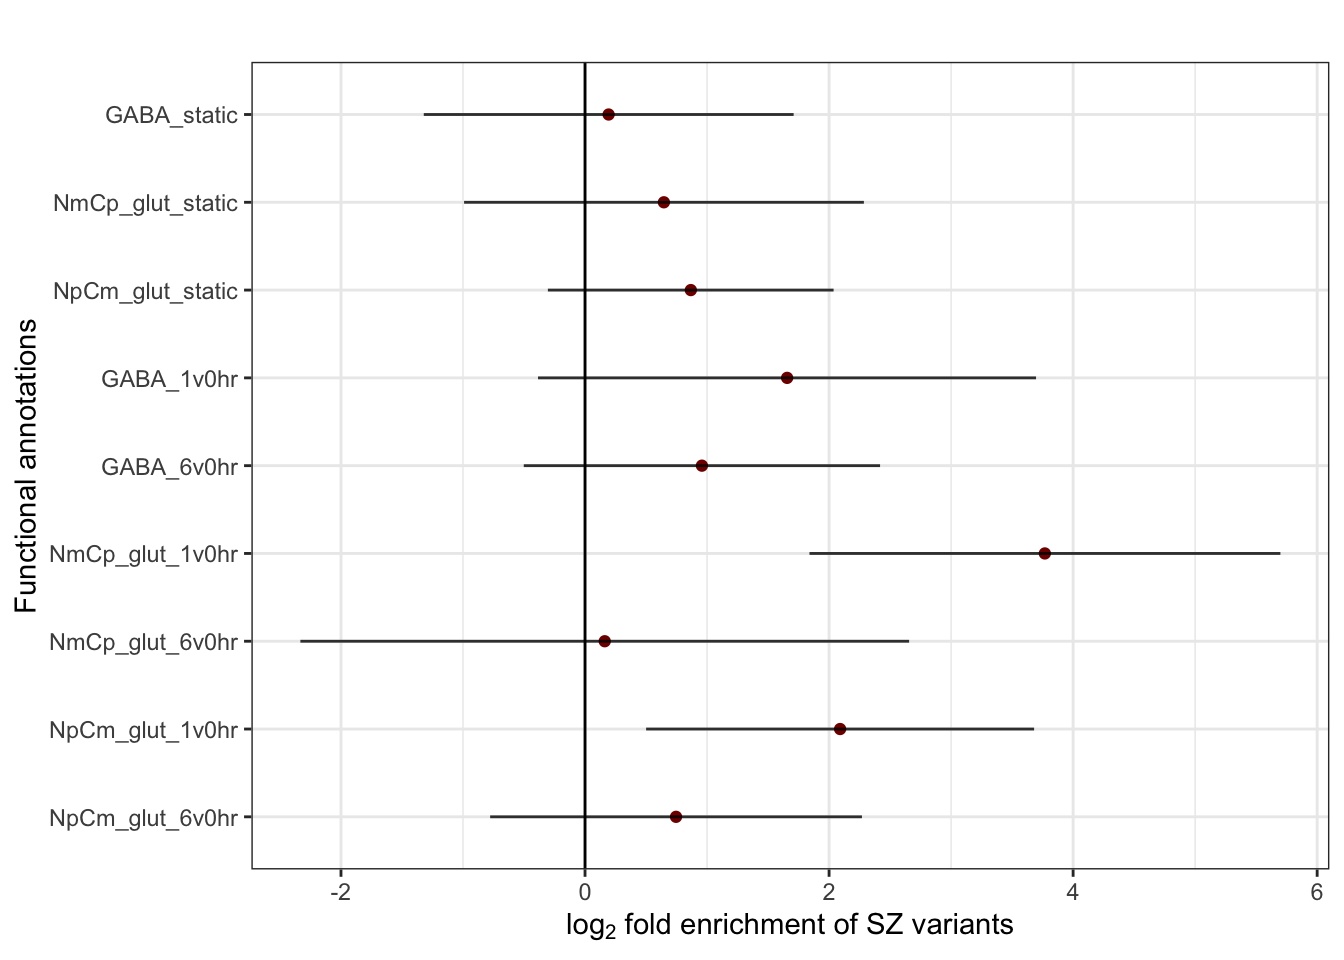 GABA_static
NmCp_glut_static
NpCm_glut_static
GABA_1v0hr
GABA_6v0hr
NmCp_glut_1v0hr
NmCp_glut_6v0hr
NpCm_glut_1v0hr
NpCm_glut_6v0hr
Functional annotations
-2 0 2 4 6
log₂ fold enrichment of SZ variants